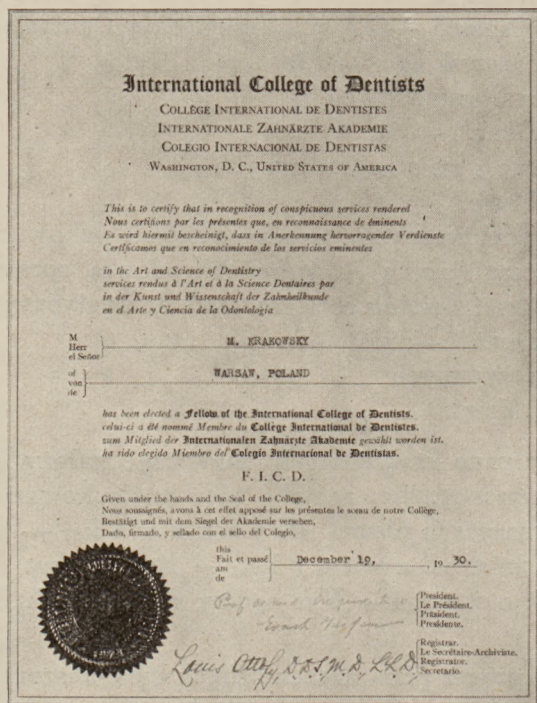 International College of Dentists
COLLÈGE INTERNATIONAL DE DENTISTES
INTERNATIONALE ZAHNÄRZTE AKADEMIE
COLEGIO INTERNACIONAL DE DENTISTAS
WASHINGTON, D. C., UNITED STATES OF AMERICA
This is to certify that in recognition of conspicuous services rendered
Nous certifions par les présentes que, en reconnaissance de éminents
Es wird hiermit bescheinigt, dass in Anerkennung hervorragender Verdienste
Certificamos que en reconocimiento de los servicios eminentes
in the Art and Science of Dentistry
services rendus à l'Art et à la Science Dentaires par
in der Kunst und Wissenschaft der Zahnheilkunde
en el Arte y Ciencia de la Odontología
M.
Herr
el Señor
M. KRAKOWSKY
of
von
de
WARSAW, POLAND
has been elected a Fellow of the International College of Dentists.
celui-ci a été nommé Membre du Collège International de Dentistes.
zum Mitglied der Internationalen Zahnärzte Akademie gewählt worden ist.
ha sido elegido Miembro del Colegio Internacional de Dentistas.
F. I. C. D.
Given under the hands and the Seal of the College,
Nous soussignés, avons à cet effet apposé sur les présentes le sceau de notre Collège,
Bestätigt und mit dem Siegel der Akademie versehen,
Dado, firmado, y sellado con el sello del Colegio,
this
Fait et passé
am
de
December 19, , 19 30.
President.
Le Président.
Präsident.
Presidente.
Louis Ottofy, D.D.S, M.D., LL.D.
Registrar.
Le Secrétaire-Archiviste.
Registrator.
Secretario.